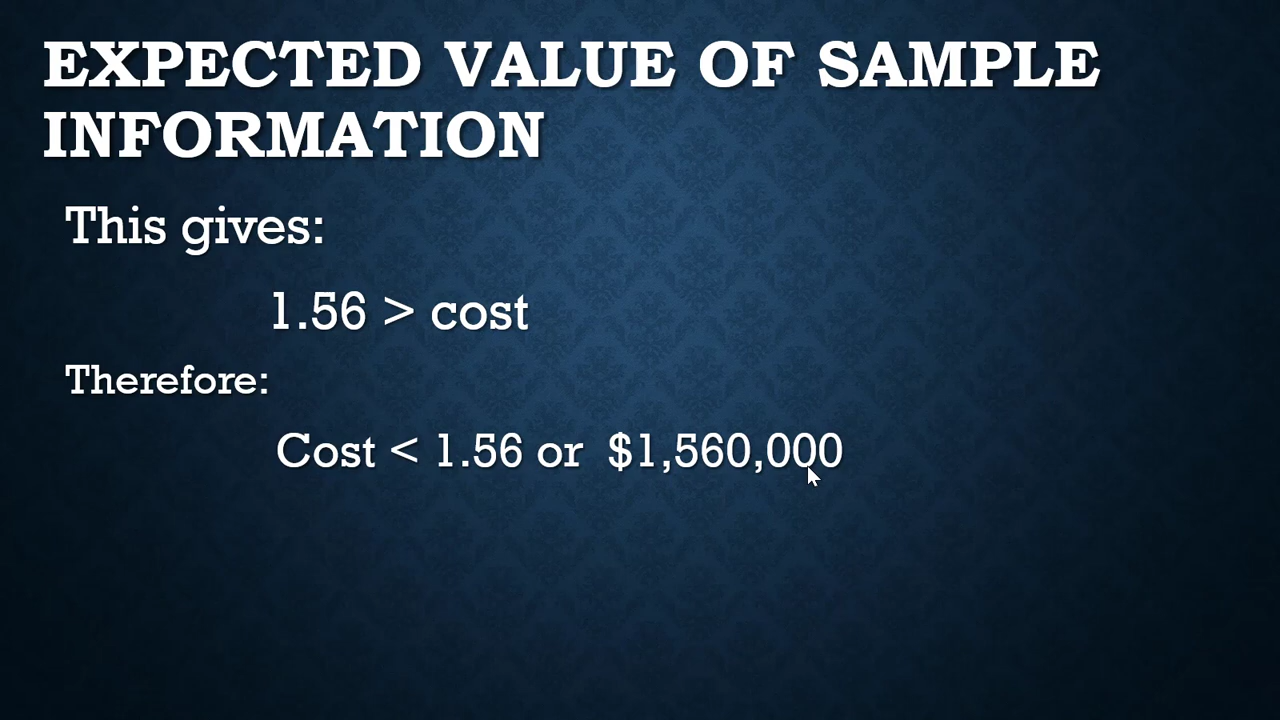 EXPECTED VALUE OF SAMPLE
INFORMATION
This gives:
1.56 > cost
Therefore:
Cost < 1.56 or $1,560,000